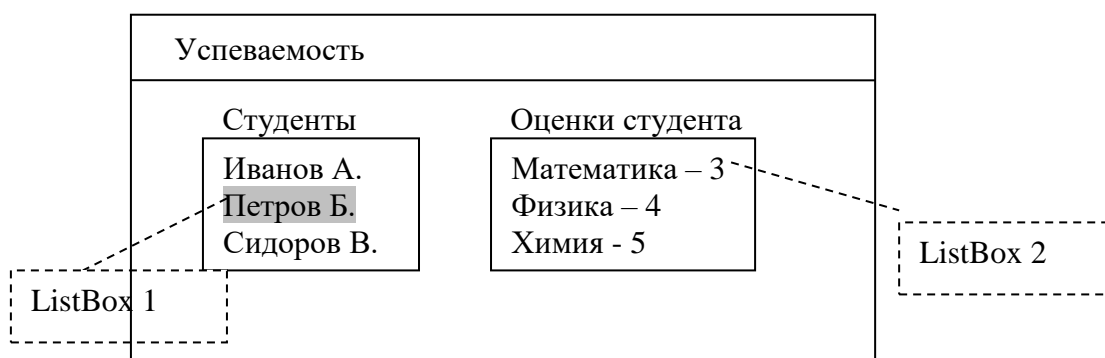 Успеваемость
Студенты
Иванов А.
Петров Б.
Сидоров В.
Оценки студента
Математика – 3
Физика – 4
Химия - 5
ListBox 1
ListBox 2